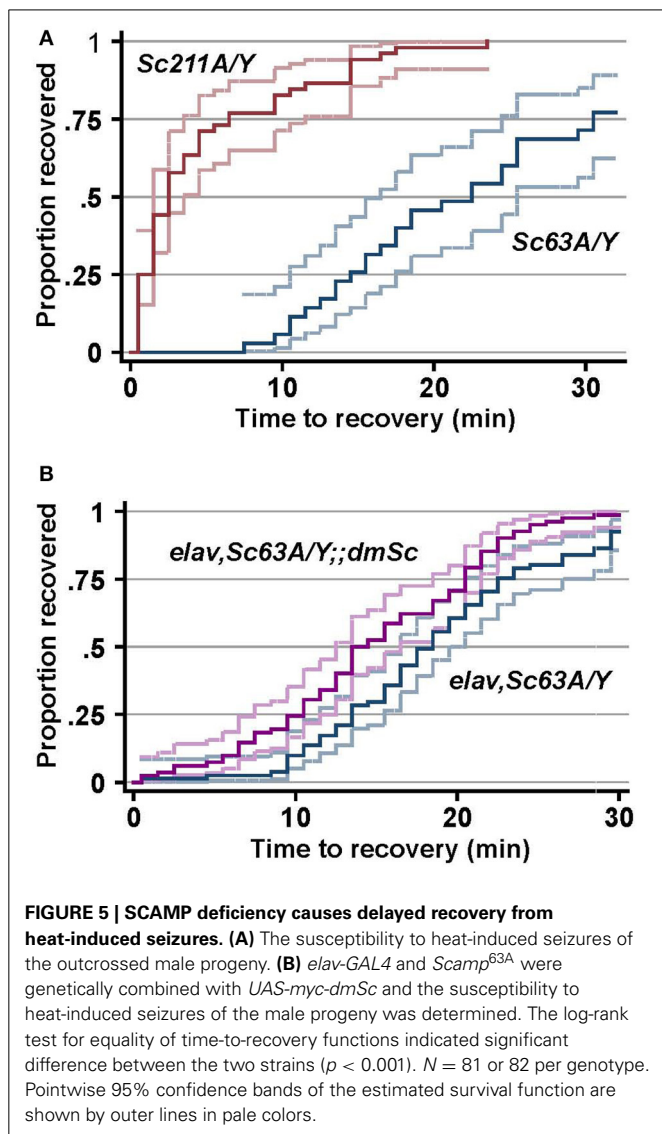 A
Proportion recovered
1
.75
.5
.25
0
Sc211A/Y
Sc63A/Y
0 10 20 30
Time to recovery (min)
B
Proportion recovered
1
.75
.5
.25
0
elav,Sc63A/Y;;dmSc
elav,Sc63A/Y
0 10 20 30
Time to recovery (min)
FIGURE 5 | SCAMP deficiency causes delayed recovery from
heat-induced seizures. (A) The susceptibility to heat-induced seizures of
the outcrossed male progeny. (B) elav-GAL4 and Scamp63A were
genetically combined with UAS-myc-dmSc and the susceptibility to
heat-induced seizures of the male progeny was determined. The log-rank
test for equality of time-to-recovery functions indicated significant
difference between the two strains (p < 0.001). N = 81 or 82 per genotype.
Pointwise 95% confidence bands of the estimated survival function are
shown by outer lines in pale colors.